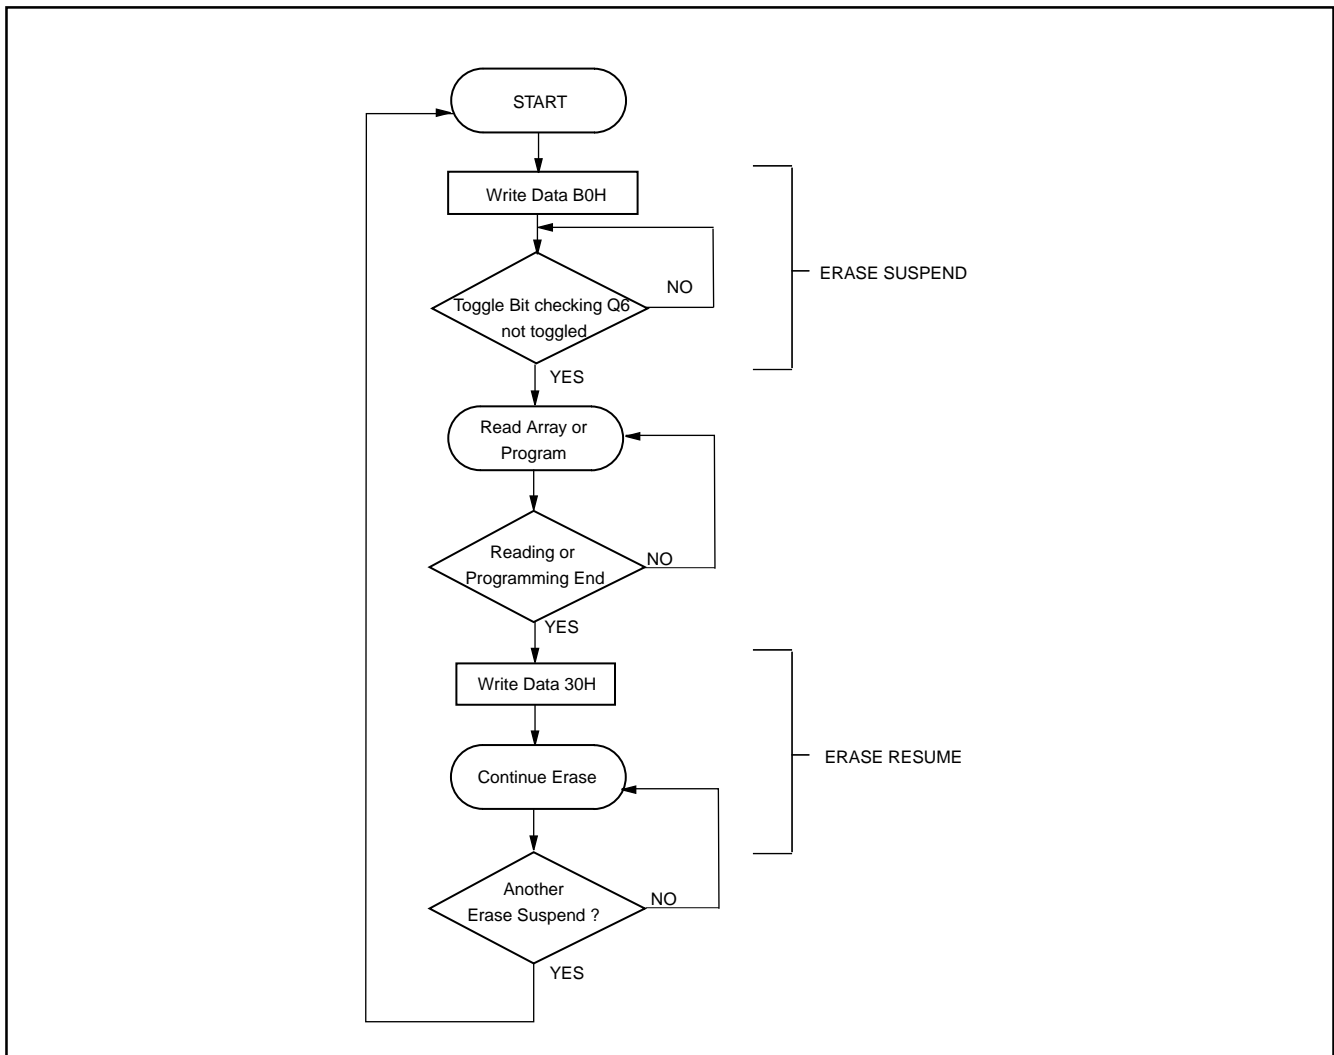 START
Write Data B0H
ERASE SUSPEND
NO
Toggle Bit checking Q6
not toggled
YES
Read Array or
Program
Reading or
NO
Programming End
YES
Write Data 30H
ERASE RESUME
Continue Erase
Another
NO
Erase Suspend ?
YES